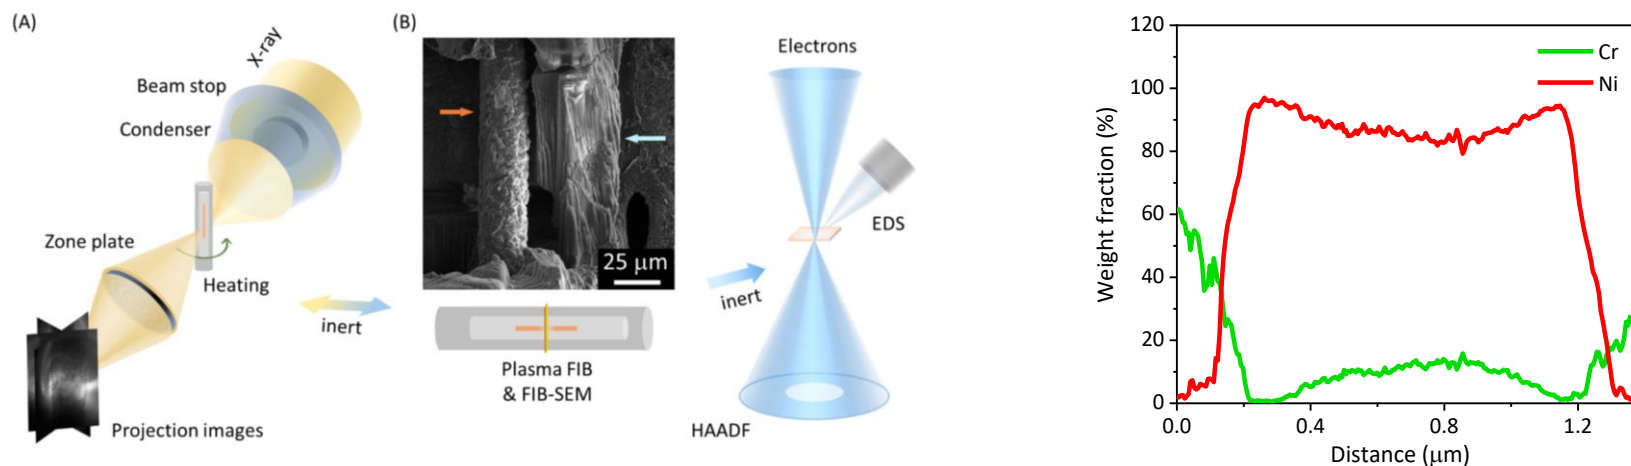 (A)
X-ray
Beam stop
Condenser
Zone plate
Heating
inert
Projection images
(B)
25 μm
Plasma FIB
& FIB-SEM
inert
Electrons
EDS
HAADF
120
100
80
60
40
20
0
Weight fraction (%)
Cr
Ni
0.0 0.4 0.8 1.2
Distance (μm)